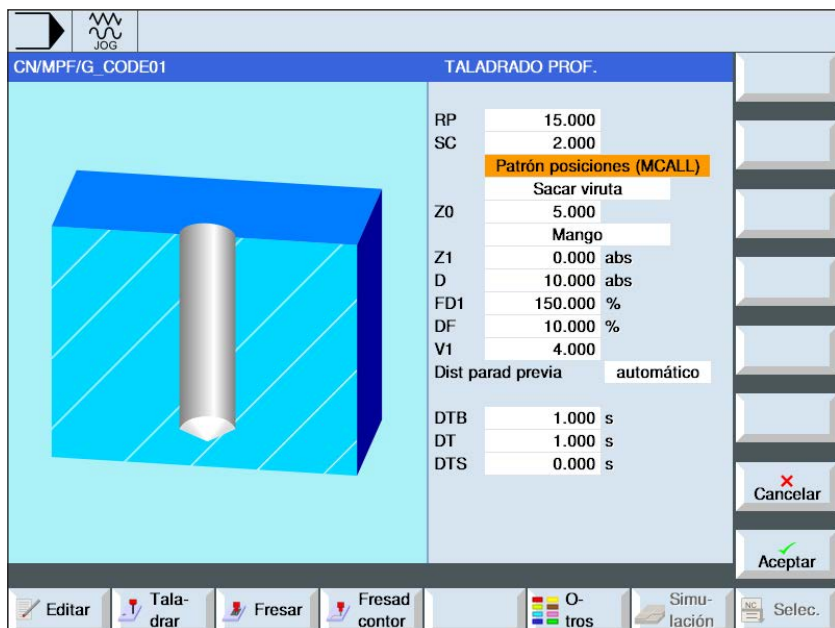 JOG
CN/MPF/G_CODE01
TALADRADO PROF.
RP 15.000
SC 2.000
Patrón posiciones (MCALL)
Sacar viruta
Z0 5.000
Mango
Z1 0.000 abs
D 10.000 abs
FD1 150.000 %
DF 10.000 %
V1 4.000
Dist parad previa automático
DTB 1.000 s
DT 1.000 s
DTS 0.000 s
Cancelar
Aceptar
Editar
Tala-
drar
Fresar
Fresad
contor
O-
tros
Simu-
lación
NC
Selec.